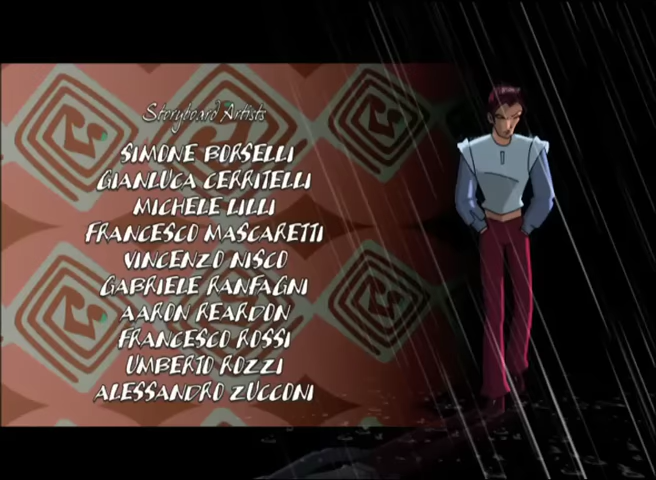 Storyboard Artists
SIMONE BORSELLI
GIANLUCA CERRITELLI
MICHELE LILLI
FRANCESCO MASCARETTI
VINCENZO NISCO
GABRIELE RANFAGNI
AARON REARDON
FRANCESCO ROSSI
UMBERTO ROZZI
ALESSANDRO ZUCCONI